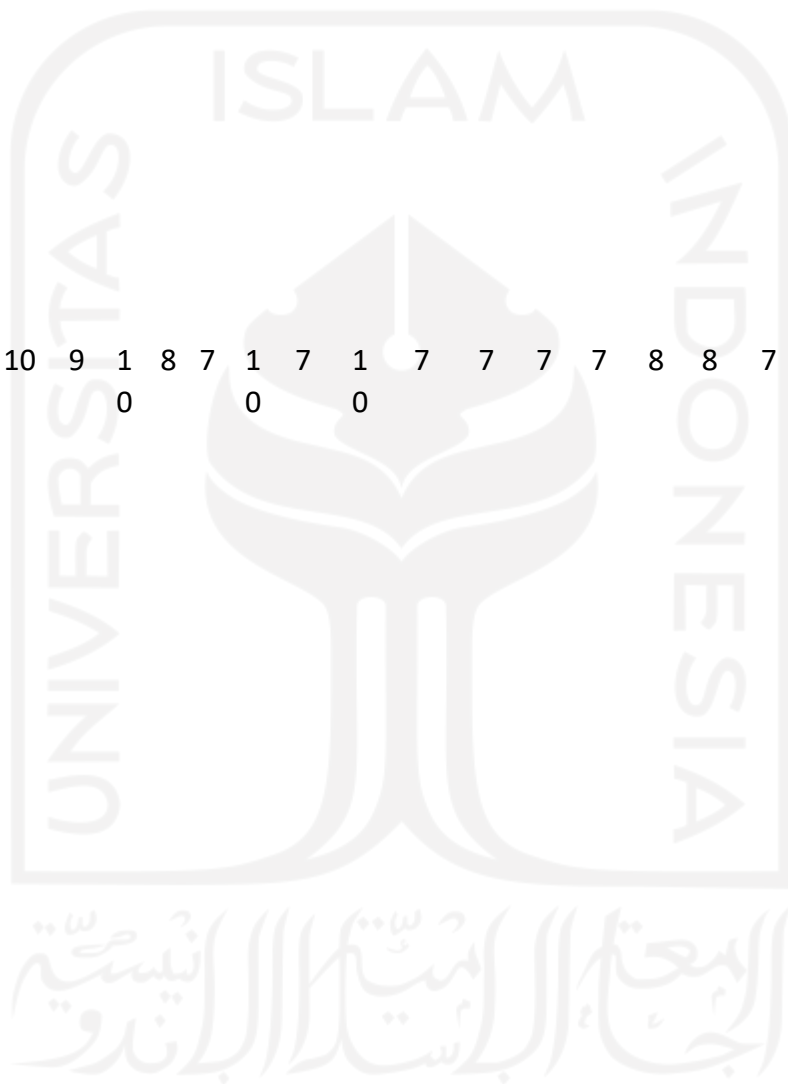 ISLAM
UNIVERSITAS
INDONESIA
10 9 1 8 7 1 7 1 7 7 7 7 8 8 7
0 0 0